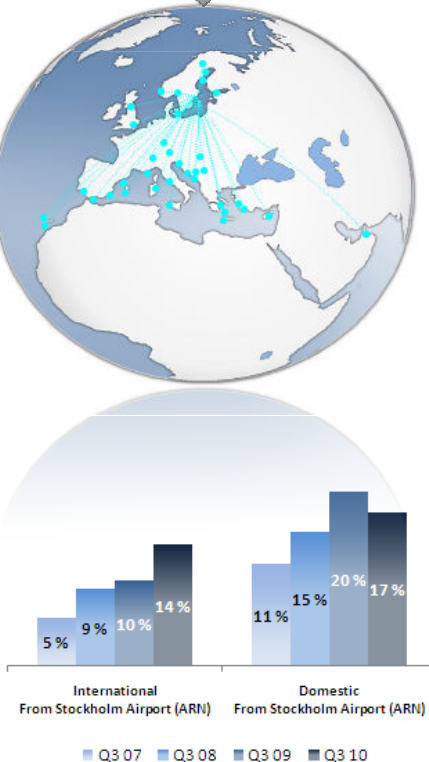 5 %
9 %
10 %
14 %
11 %
15 %
20 %
17 %
International
From Stockholm Airport (ARN)
Domestic
From Stockholm Airport (ARN)
Q3 07
Q3 08
Q3 09
Q3 10